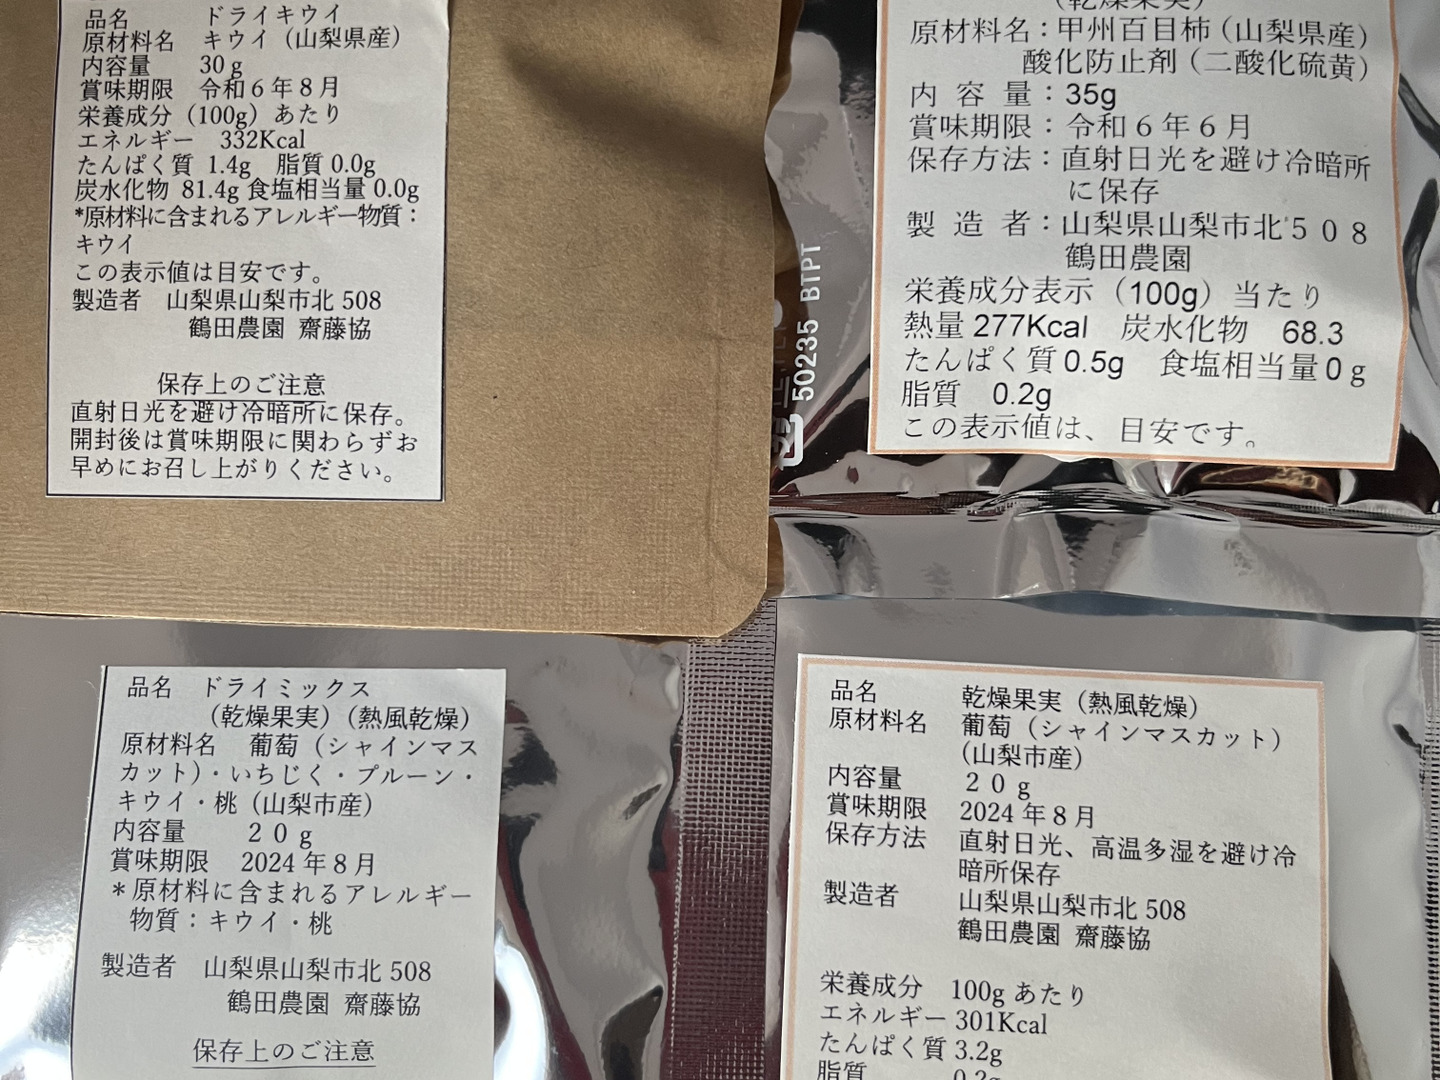 品名 ドライキウイ
原材料名 キウイ（山梨県産）
内容量 30g
賞味期限 令和6年8月
栄養成分（100g）あたり
エネルギー 332Kcal
たんぱく質 1.4g 脂質 0.0g
炭水化物 81.4g 食塩相当量 0.0g
*原材料に含まれるアレルギー物質：
キウイ
この表示値は目安です。
製造者 山梨県山梨市北 508
鶴田農園 齋藤協
保存上のご注意
直射日光を避け冷暗所に保存。
開封後は賞味期限に関わらずお
早めにお召し上がりください。
（乾燥果実）
原材料名：甲州百目柿（山梨県産）
酸化防止剤（二酸化硫黄）
内容量：35g
賞味期限：令和６年６月
保存方法：直射日光を避け冷暗所
に保存
製造者：山梨県山梨市北５０８
鶴田農園
栄養成分表示（100g）当たり
熱量 277Kcal 炭水化物 68.3
たんぱく質 0.5g 食塩相当量０ｇ
脂質 0.2g
この表示値は、目安です。
50235 BTPT
品名 ドライミックス
（乾燥果実）（熱風乾燥）
原材料名 葡萄（シャインマス
カット）・いちじく・プルーン・
キウイ・桃（山梨市産）
内容量 ２０ｇ
賞味期限 2024 年８月
＊原材料に含まれるアレルギー
物質：キウイ・桃
製造者 山梨県山梨市北 508
鶴田農園 齋藤協
保存上のご注意
品名 乾燥果実（熱風乾燥）
原材料名 葡萄（シャインマスカット）
（山梨市産）
内容量 ２０ｇ
賞味期限 2024 年８月
保存方法 直射日光、高温多湿を避け冷
暗所保存
製造者 山梨県山梨市北 508
鶴田農園 齋藤協
栄養成分 100g あたり
エネルギー 301Kcal
たんぱく質 3.2g
脂質 0.2g